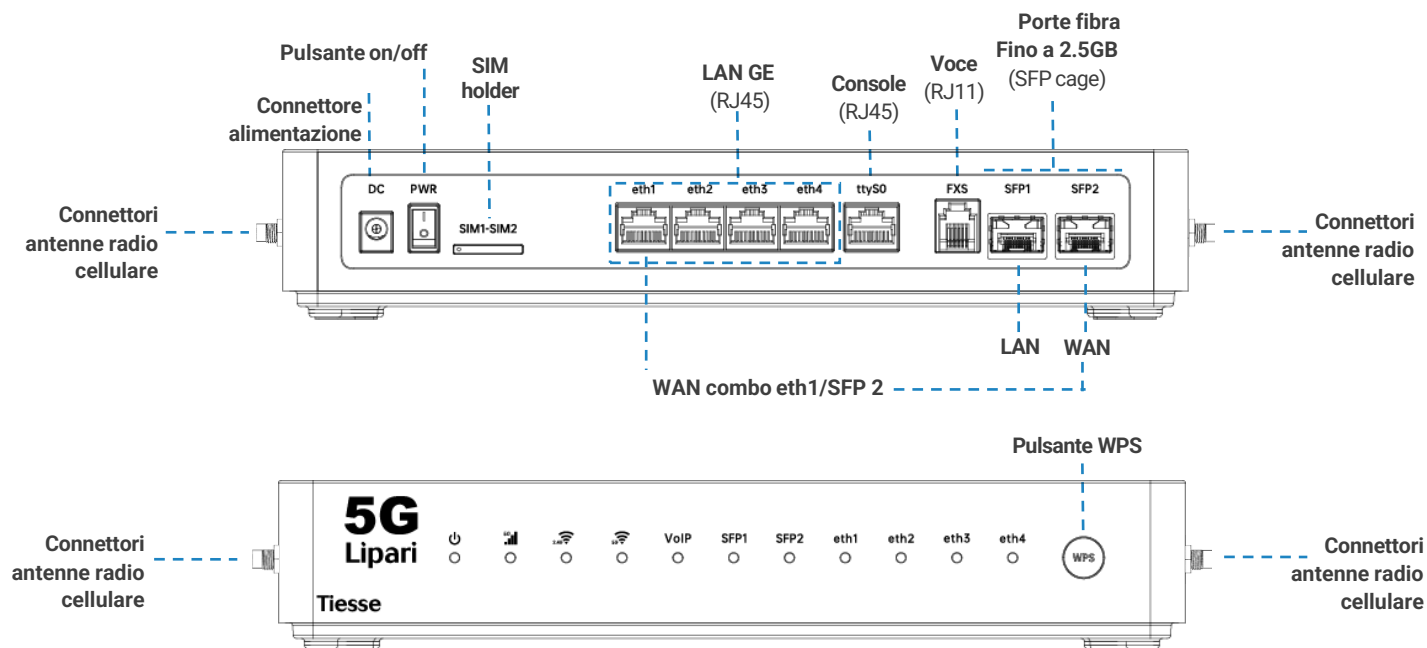 Pulsante on/off
Connettore
alimentazione
SIM
holder
LAN GE
(RJ45)
Console
(RJ45)
Voce
(RJ11)
Porte fibra
Fino a 2.5GB
(SFP cage)
Connettori
antenne radio
cellulare
DC
PWR
SIM1-SIM2
eth1
eth2
eth3
eth4
ttyS0
FXS
SFP1
SFP2
Connettori
antenne radio
cellulare
LAN
WAN
WAN combo eth1/SFP 2
Pulsante WPS
Connettori
antenne radio
cellulare
5G
Lipari
Tiesse
VoIP
SFP1
SFP2
eth1
eth2
eth3
eth4
WPS
Connettori
antenne radio
cellulare